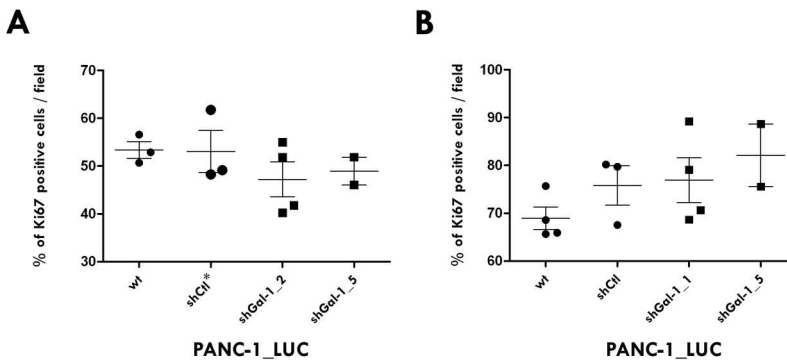 A
% of Ki67 positive cells / field
70
60
50
40
30
wt
shCtl*
shGal-1_2
shGal-1_5
PANC-1_LUC
B
% of Ki67 positive cells / field
100
90
80
70
60
wt
shCtl
shGal-1_1
shGal-1_5
PANC-1_LUC